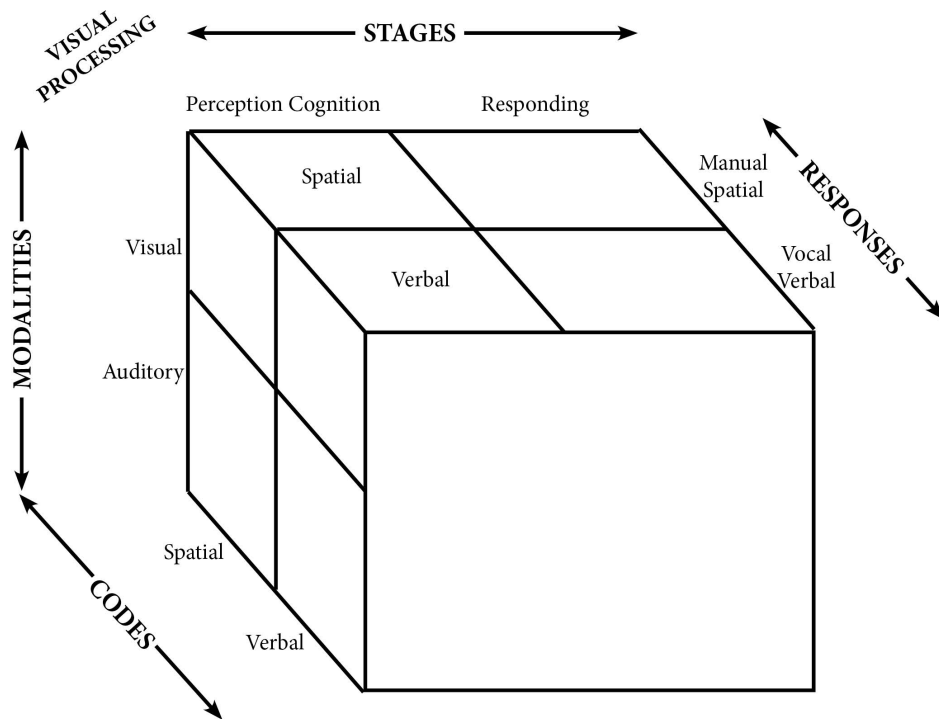 VISUAL
PROCESSING
STAGES
Perception Cognition
Responding
Spatial
Manual
Spatial
RESPONSES
MODALITIES
Visual
Verbal
Vocal
Verbal
Auditory
Spatial
CODES
Verbal